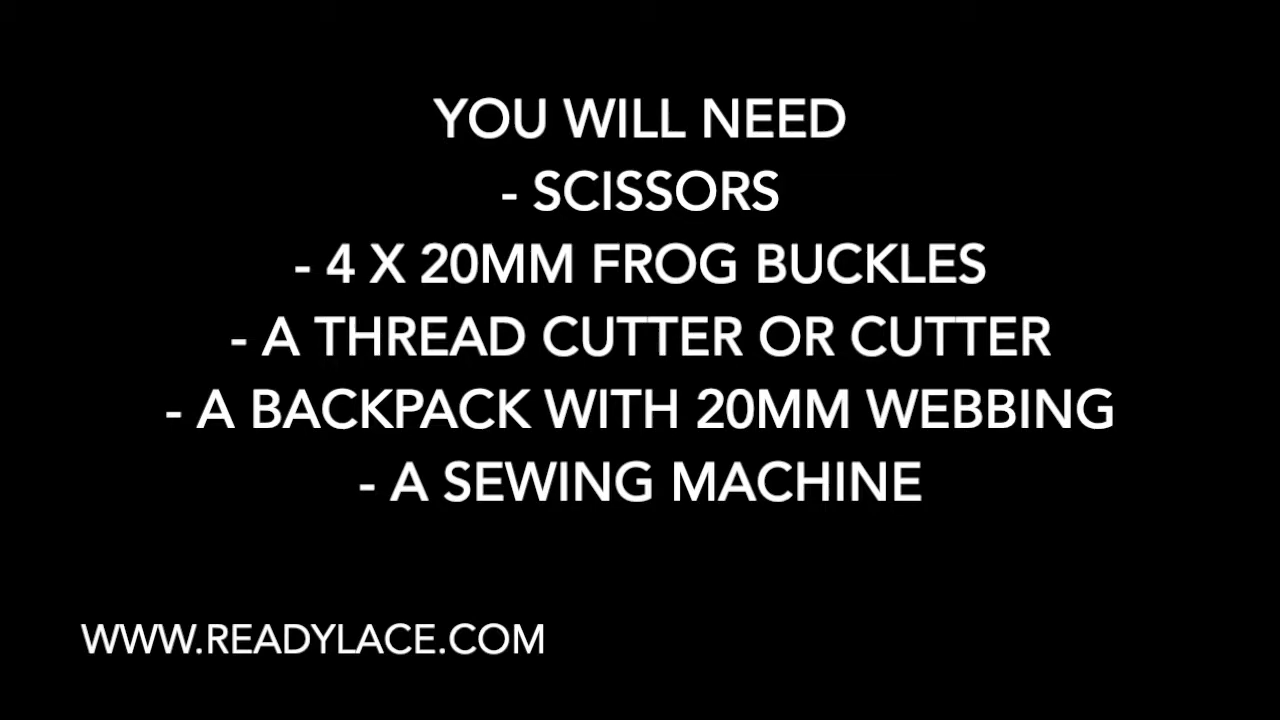 YOU WILL NEED
- SCISSORS
- 4 X 20MM FROG BUCKLES
- A THREAD CUTTER OR CUTTER
- A BACKPACK WITH 20MM WEBBING
- A SEWING MACHINE
WWW.READYLACE.COM